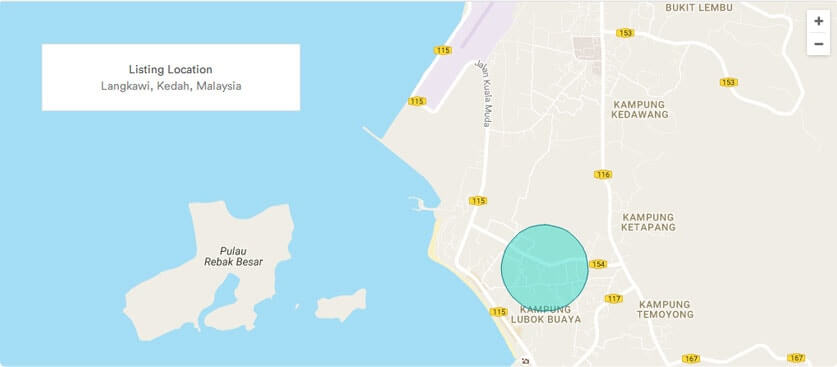 BUKIT LEMBU
+
−
153
115
Listing Location
Langkawi, Kedah, Malaysia
Jalan Kuala Muda
153
115
KAMPUNG
KEDAWANG
116
115
KAMPUNG
KETAPANG
Pulau
Rebak Besar
154
117
115
KAMPUNG
LUBOK BUAYA
KAMPUNG
TEMOYONG
167
167